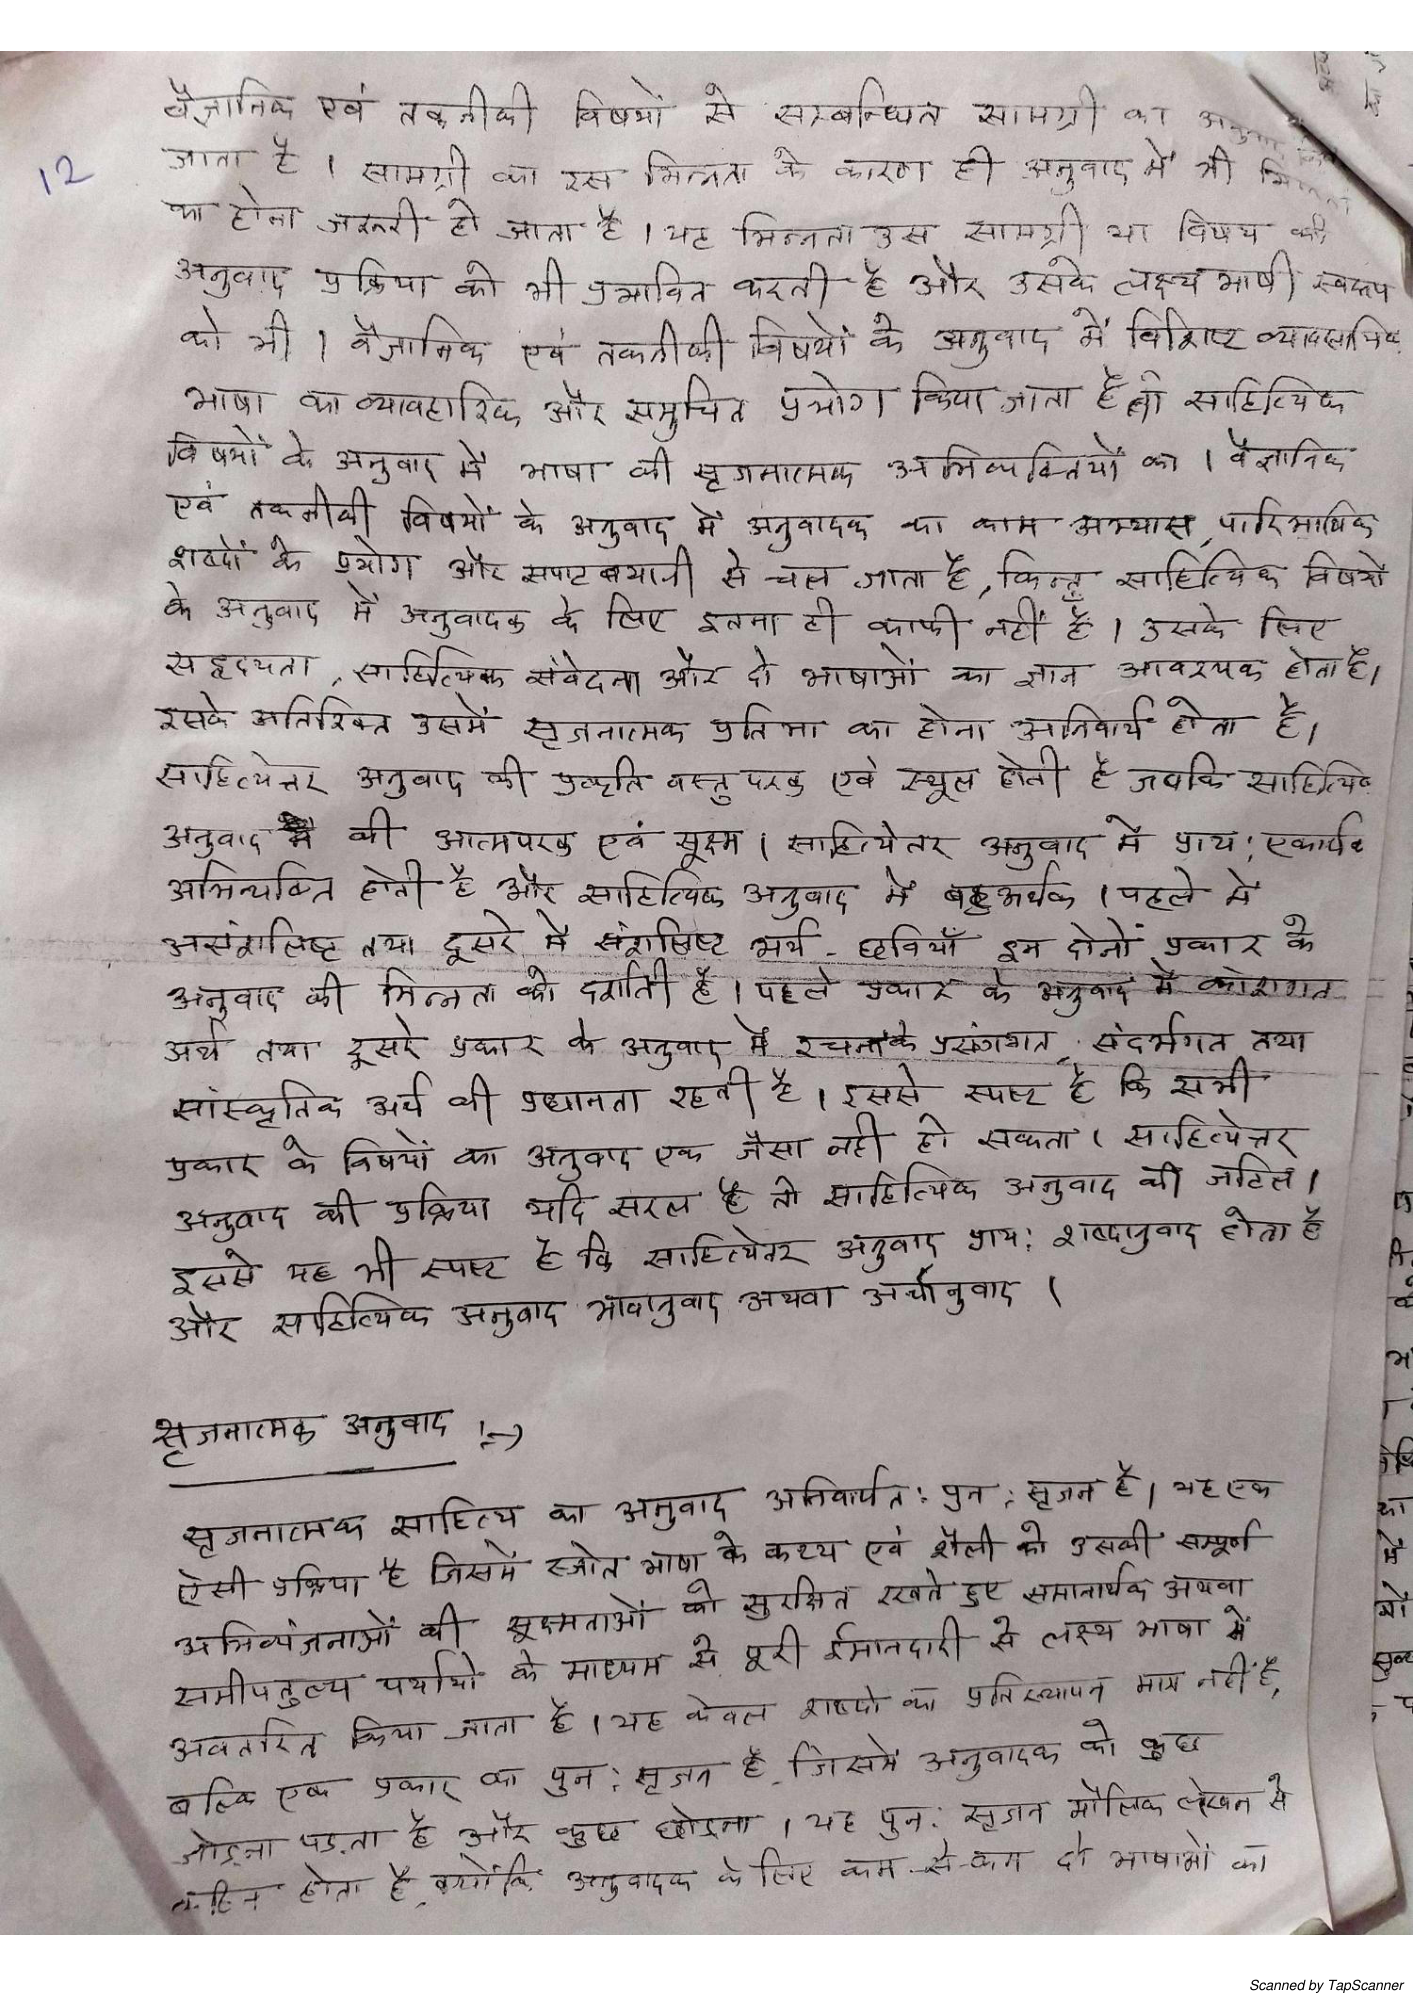 वैज्ञानिक एवं तकनीकी विषयों से सम्बन्धित सामग्री का
12
जाता है । सामग्री का रस भिन्नता के कारण ही अनुवाद में भी
का होना जरूरी हो जाता है । यह भिन्नता उस सामग्री या विषय की
अनुवाद प्रक्रिया को भी प्रभावित करती है और उसके लक्ष्य भाषी स्वरूप
को भी । वैज्ञानिक एवं तकनीकी विषयों के अनुवाद में विशिष्ट व्यावसायिक
भाषा का व्यावहारिक और समुचित प्रयोग किया जाता है तो साहित्यिक
विषयों के अनुवाद में भाषा की सृजनात्मक अभिव्यक्तियों का । वैज्ञानिक
एवं तकनीकी विषयों के अनुवाद में अनुवादक का काम अभ्यास, पारिभाषिक
शब्दों के प्रयोग और सपाट बयानी से चल जाता है, किन्तु साहित्यिक विषयों
के अनुवाद में अनुवादक के लिए इतना ही काफी नहीं है । उसके लिए
सहृदयता, साहित्यिक संवेदना और दो भाषाओं का ज्ञान आवश्यक होता है।
इसके अतिरिक्त उसमें सृजनात्मक प्रतिभा का होना अनिवार्य होता है।
साहित्येत्तर अनुवाद की प्रकृति वस्तुपरक एवं स्थूल होती है जबकि साहित्यिक
अनुवाद की आत्मपरक एवं सूक्ष्म । साहित्येतर अनुवाद में प्रायः एकार्थक
अभिव्यक्ति होती है और साहित्यिक अनुवाद में बहुअर्थक । पहले में
असंश्लिष्ट तथा दूसरे में संश्लिष्ट अर्थ - छवियाँ इन दोनों प्रकार के
अनुवाद की भिन्नता को दर्शाती है । पहले प्रकार के अनुवाद में कोशगत
अर्थ तथा दूसरे प्रकार के अनुवाद में रचना के प्रसंगगत, संदर्भगत तथा
सांस्कृतिक अर्थ की प्रधानता रहती है । इससे स्पष्ट है कि सभी
प्रकार के विषयों का अनुवाद एक जैसा नही हो सकता । साहित्येत्तर
अनुवाद की प्रक्रिया यदि सरल है तो साहित्यिक अनुवाद की जटिल ।
इससे यह भी स्पष्ट है कि साहित्येतर अनुवाद प्रायः शब्दानुवाद होता है
और साहित्यिक अनुवाद भावानुवाद अथवा अर्थानुवाद ।
सृजनात्मक अनुवाद :→
सृजनात्मक साहित्य का अनुवाद अनिवार्यतः पुनः सृजन है । यह एक
ऐसी प्रक्रिया है जिसमें स्त्रोत भाषा के कथ्य एवं शैली को उसकी सम्पूर्ण
अभिव्यंजनाओं की सूक्ष्मताओं को सुरक्षित रखते हुए समानार्थक अथवा
समीपतुल्य पर्यायो के माध्यम से पूरी ईमानदारी से लक्ष्य भाषा में
अवतरित किया जाता है । यह केवल शब्दो का प्रतिस्थापन मात्र नहीं है,
बल्कि एक प्रकार का पुनः सृजन है, जिसमें अनुवादक को कुछ
जोड़ना पड़ता है और कुछ छोड़ना । यह पुनः सृजन मौलिक लेखन से
कठिन होता है, क्योंकि अनुवादक के लिए कम-से-कम दो भाषाओं का
Scanned by TapScanner